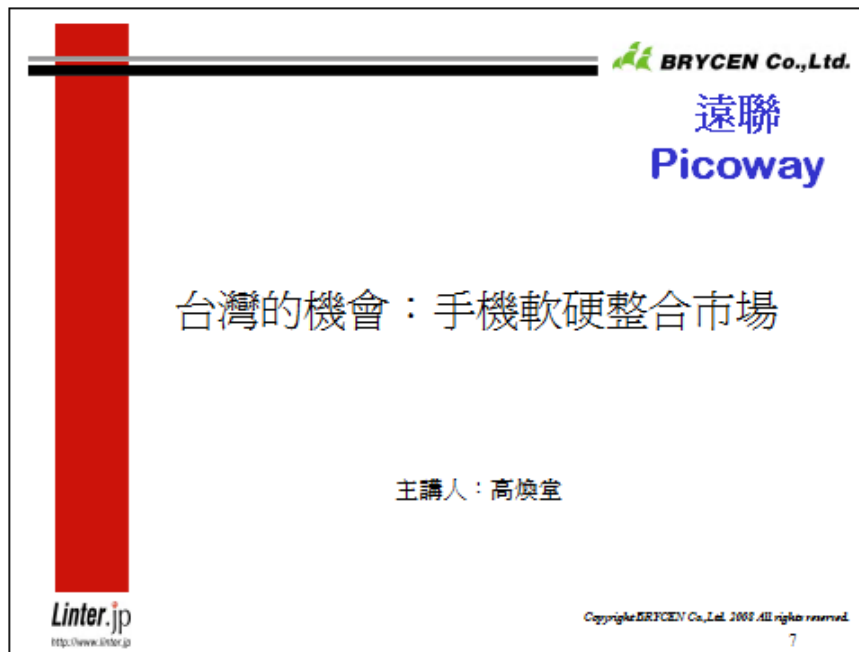 BRYCEN Co.,Ltd.
遠聯
Picoway
台灣的機會：手機軟硬整合市場
主講人：高煥堂
Linter.jp
http://www.linter.jp
Copyright BRYCEN Co.,Ltd. 2008 All rights reserved.
7